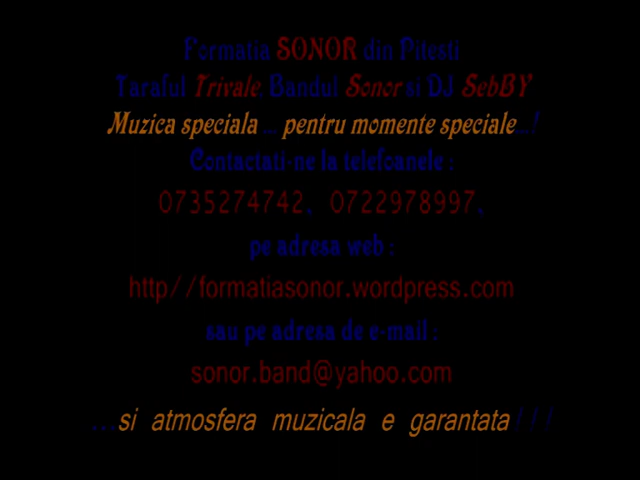 Formatia SONOR din Pitesti
Taraful Trivale, Bandul Sonor si DJ SebBY
Muzica speciala ... pentru momente speciale...!
Contactati-ne la telefoanele :
0735274742, 0722978997,
pe adresa web :
http//formatiasonor.wordpress.com
sau pe adresa de e-mail :
sonor.band@yahoo.com
...si atmosfera muzicala e garantata!!!